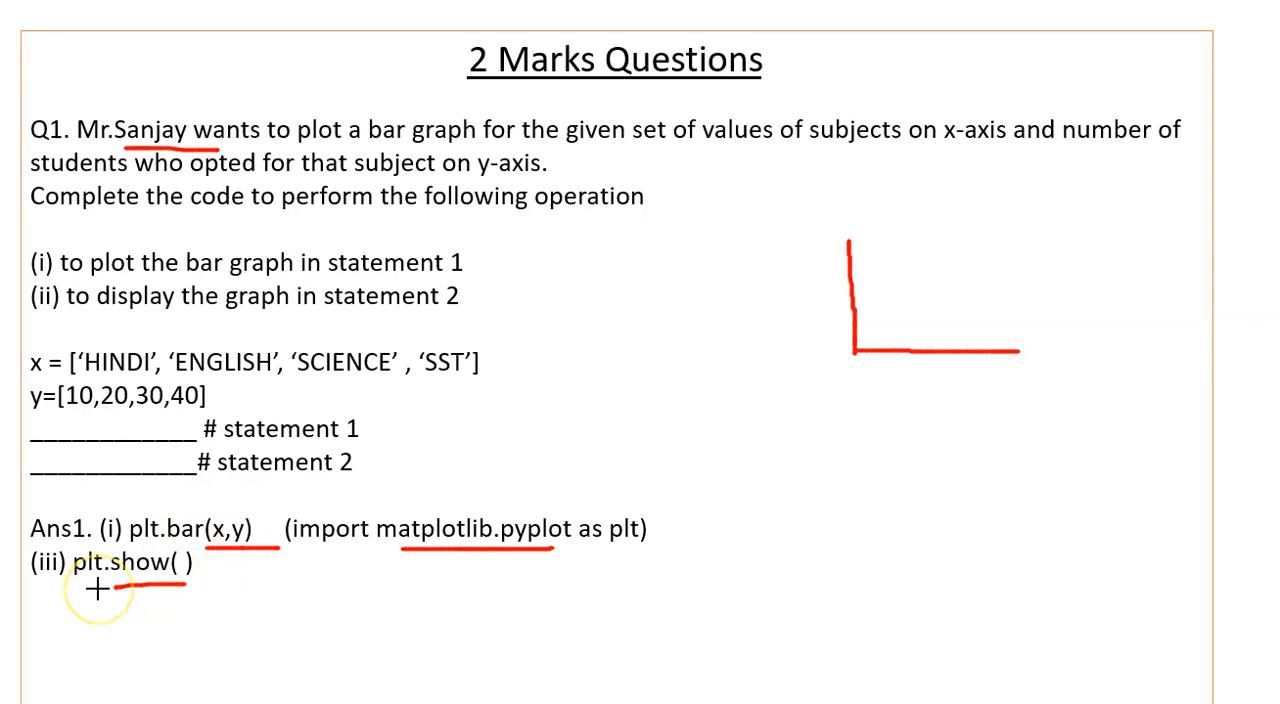 2 Marks Questions
Q1. Mr.Sanjay wants to plot a bar graph for the given set of values of subjects on x-axis and number of
students who opted for that subject on y-axis.
Complete the code to perform the following operation
(i) to plot the bar graph in statement 1
(ii) to display the graph in statement 2
x = [‘HINDI’, ‘ENGLISH’, ‘SCIENCE’ , ‘SST’]
y=[10,20,30,40]
____________ # statement 1
____________# statement 2
Ans1. (i) plt.bar(x,y) (import matplotlib.pyplot as plt)
(iii) plt.show( )